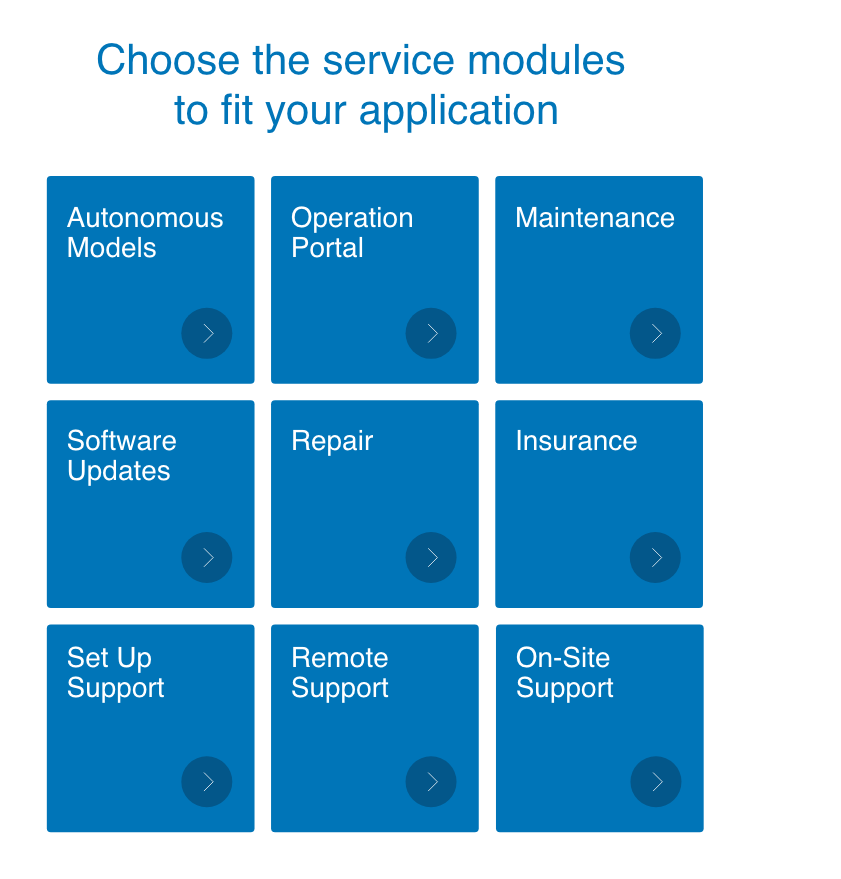 Choose the service modules
to fit your application
Autonomous
Models
Operation
Portal
Maintenance
Software
Updates
Repair
Insurance
Set Up
Support
Remote
Support
On-Site
Support